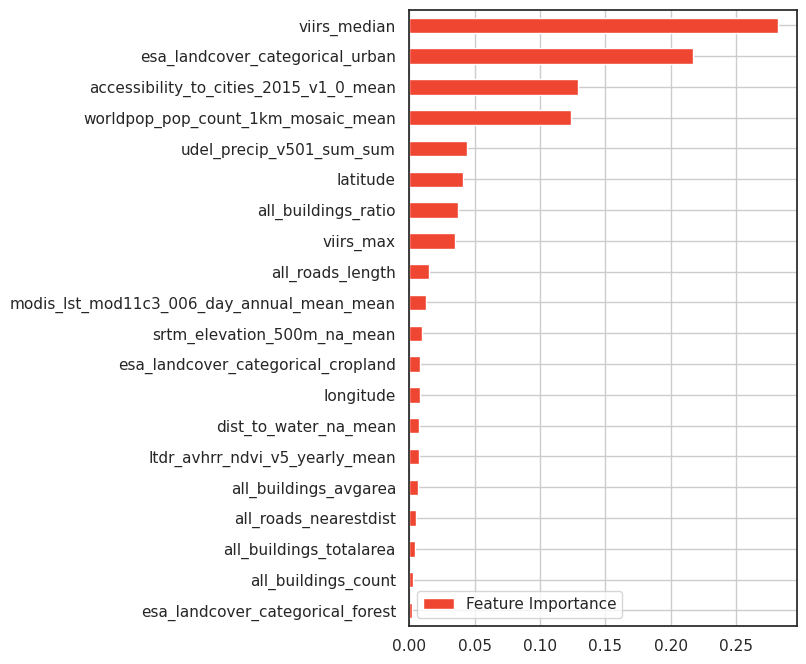 viirs_median
esa_landcover_categorical_urban
accessibility_to_cities_2015_v1_0_mean
worldpop_pop_count_1km_mosaic_mean
udel_precip_v501_sum_sum
latitude
all_buildings_ratio
viirs_max
all_roads_length
modis_lst_mod11c3_006_day_annual_mean_mean
srtm_elevation_500m_na_mean
esa_landcover_categorical_cropland
longitude
dist_to_water_na_mean
ltdr_avhrr_ndvi_v5_yearly_mean
all_buildings_avgarea
all_roads_nearestdist
all_buildings_totalarea
all_buildings_count
esa_landcover_categorical_forest
Feature Importance
0.00 0.05 0.10 0.15 0.20 0.25